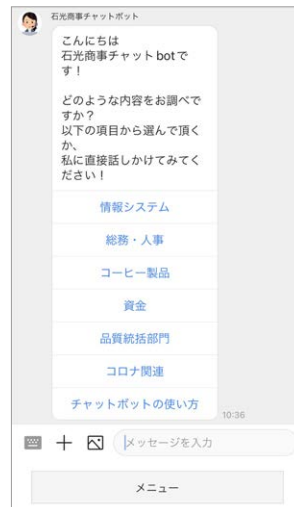 石光商事チャットボット
こんにちは
石光商事チャット botで
す！
どのような内容をお調べで
すか？
以下の項目から選んで頂く
か、
私に直接話しかけてみてく
ださい！
情報システム
総務・人事
コーヒー製品
資金
品質統括部門
コロナ関連
チャットボットの使い方
10:36
メッセージを入力
メニュー